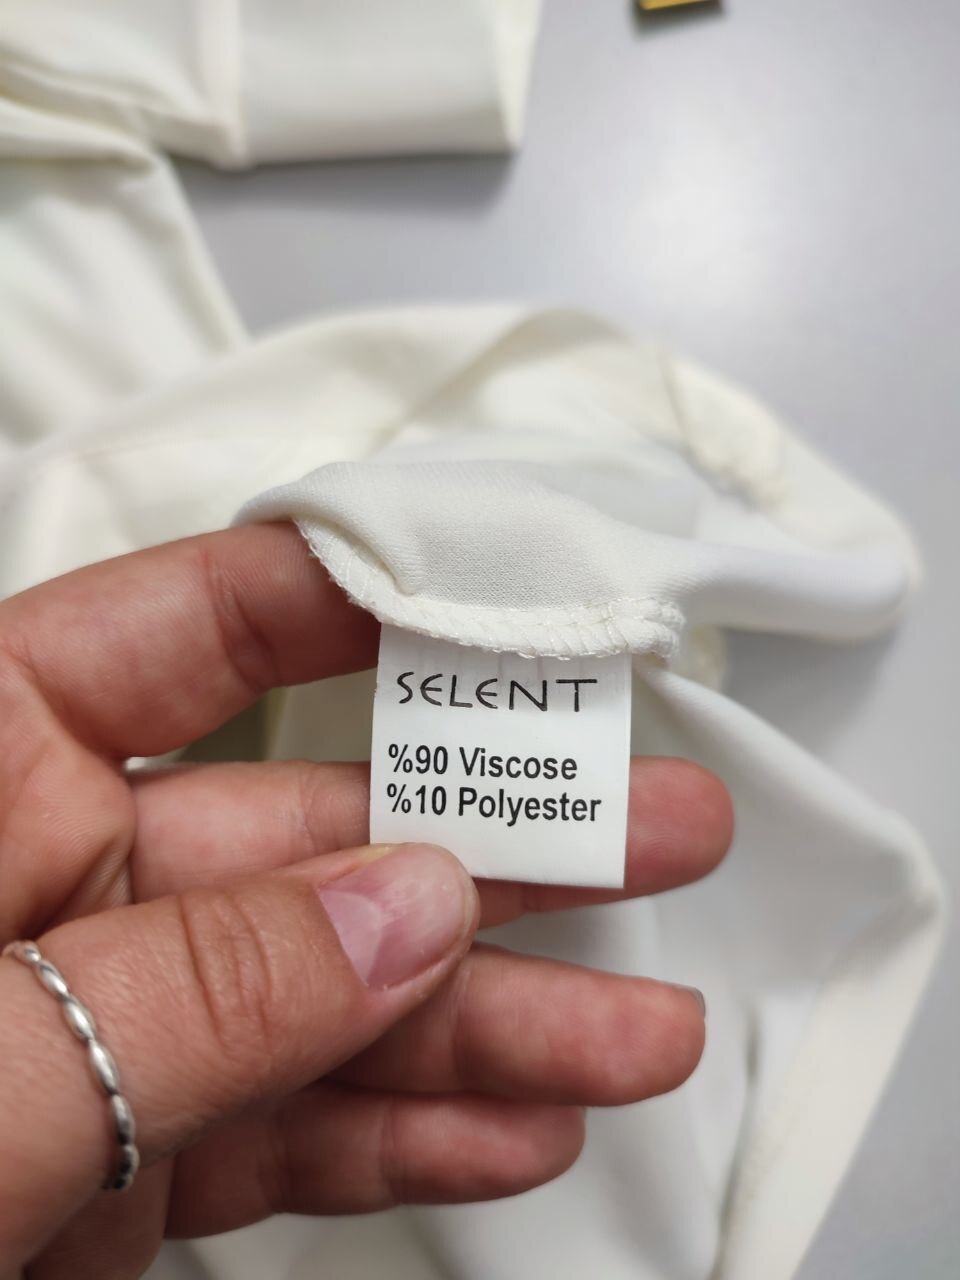 SELENT
%90 Viscose
%10 Polyester